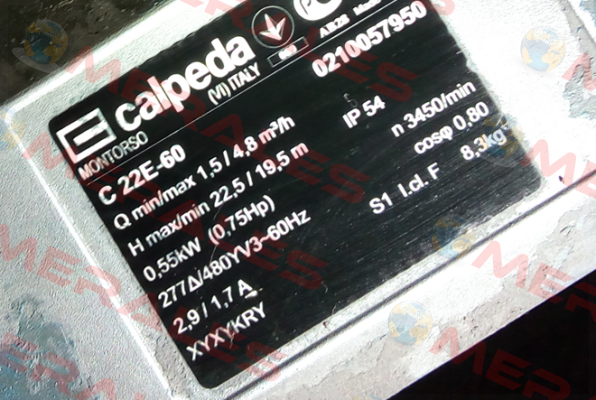 calpeda
MONTORSO
(VI) ITALY
0210057950
C 22E-60
IP 54
Q min/max 1,5 / 4,8 m³/h
n 3450/min
H max/min 22,5 / 19,5 m
cosφ 0,80
0,55kW (0,75Hp)
S1 I.cl. F
8,3kg
277Δ/480YV3~60Hz
2,9 / 1,7 A
XYXYKRY
MERALES